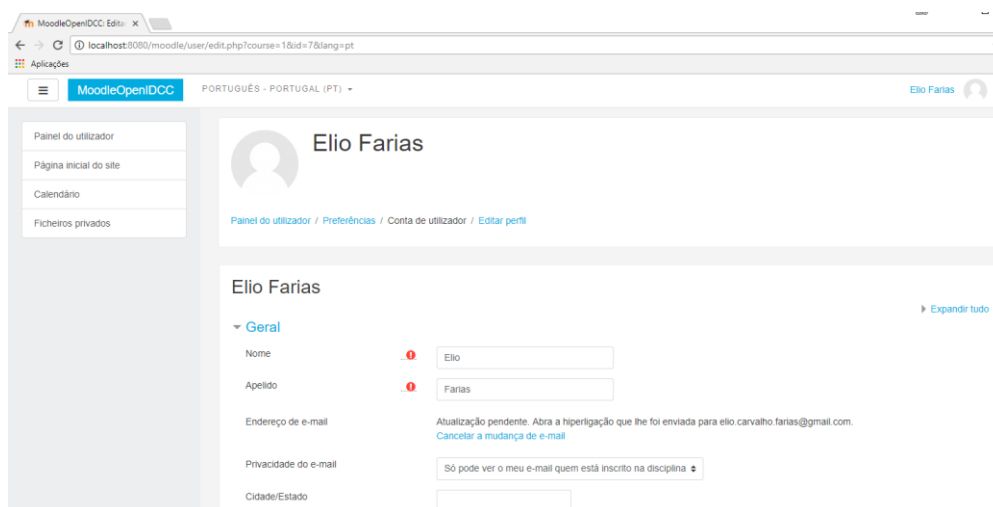 MoodleOpenIDCC: Edita
localhost:8080/moodle/user/edit.php?course=1&id=7&lang=pt
Aplicações
MoodleOpenIDCC PORTUGUÊS - PORTUGAL (PT) Elio Farias
Painel do utilizador
Página inicial do site
Calendário
Ficheiros privados
Elio Farias
Painel do utilizador / Preferências / Conta de utilizador / Editar perfil
Elio Farias
Expandir tudo
Geral
Nome Elio
Apelido Farias
Endereço de e-mail Atualização pendente. Abra a hiperligação que lhe foi enviada para elio.carvalho.farias@gmail.com.
Cancelar a mudança de e-mail
Privacidade do e-mail Só pode ver o meu e-mail quem está inscrito na disciplina
Cidade/Estado